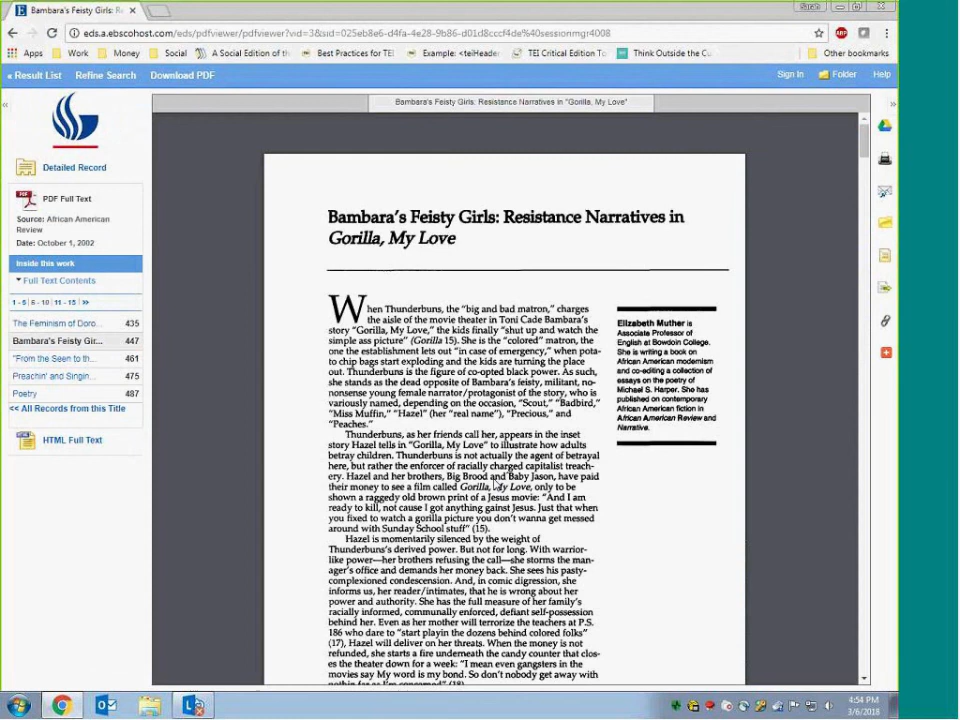 Bambara's Feisty Girls: R
Sarah
eds.a.ebscohost.com/eds/pdfviewer/pdfviewer?vid=3&sid=025eb8e6-d4fa-4e28-9b86-d01d8cccf4de%40sessionmgr4008
Apps Work Money Social A Social Edition of th Best Practices for TEI Example: <teiHeader TEI Critical Edition To Think Outside the Cu Other bookmarks
« Result List Refine Search Download PDF Sign In Folder Help
Bambara's Feisty Girls: Resistance Narratives in "Gorilla, My Love"
Detailed Record
PDF Full Text
Source: African American
Review
Date: October 1, 2002
Inside this work
Full Text Contents
1 - 5 | 6 - 10 | 11 - 15 | »
The Feminism of Doro... 435
Bambara's Feisty Gir... 447
"From the Seen to th... 461
Preachin' and Singin... 475
Poetry 487
<< All Records from this Title
HTML Full Text
Bambara's Feisty Girls: Resistance Narratives in
Gorilla, My Love
When Thunderbuns, the "big and bad matron," charges
the aisle of the movie theater in Toni Cade Bambara's
story "Gorilla, My Love," the kids finally "shut up and watch the
simple ass picture" (Gorilla 15). She is the "colored" matron, the
one the establishment lets out "in case of emergency," when pota-
to chip bags start exploding and the kids are turning the place
out. Thunderbuns is the figure of co-opted black power. As such,
she stands as the dead opposite of Bambara's feisty, militant, no-
nonsense young female narrator/protagonist of the story, who is
variously named, depending on the occasion, "Scout," "Badbird,"
"Miss Muffin," "Hazel" (her "real name"), "Precious," and
"Peaches."
Thunderbuns, as her friends call her, appears in the inset
story Hazel tells in "Gorilla, My Love" to illustrate how adults
betray children. Thunderbuns is not actually the agent of betrayal
here, but rather the enforcer of racially charged capitalist treach-
ery. Hazel and her brothers, Big Brood and Baby Jason, have paid
their money to see a film called Gorilla, My Love, only to be
shown a raggedy old brown print of a Jesus movie: "And I am
ready to kill, not cause I got anything gainst Jesus. Just that when
you fixed to watch a gorilla picture you don't wanna get messed
around with Sunday School stuff" (15).
Hazel is momentarily silenced by the weight of
Thunderbuns's derived power. But not for long. With warrior-
like power—her brothers refusing the call—she storms the man-
ager's office and demands her money back. She sees his pasty-
complexioned condescension. And, in comic digression, she
informs us, her reader/intimates, that he is wrong about her
power and authority. She has the full measure of her family's
racially informed, communally enforced, defiant self-possession
behind her. Even as her mother will terrorize the teachers at P.S.
186 who dare to "start playin the dozens behind colored folks"
(17), Hazel will deliver on her threats. When the money is not
refunded, she starts a fire underneath the candy counter that clos-
es the theater down for a week: "I mean even gangsters in the
movies say My word is my bond. So don't nobody get away with
nothin far as I'm concerned" (18).
Elizabeth Muther is
Associate Professor of
English at Bowdoin College.
She is writing a book on
African American modernism
and co-editing a collection of
essays on the poetry of
Michael S. Harper. She has
published on contemporary
African American fiction in
African American Review and
Narrative.
4:54 PM
3/6/2018